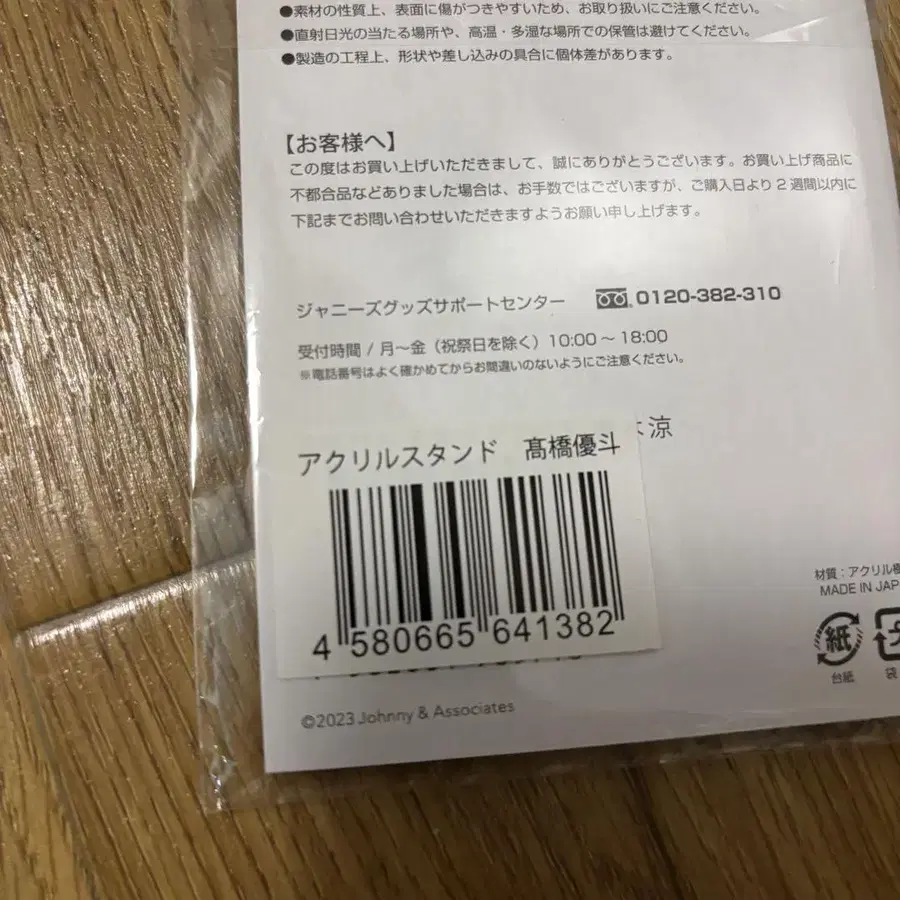 ●素材の性質上、表面に傷がつきやすいため、お取り扱いにご注意ください。
●直射日光の当たる場所や、高温・多湿な場所での保管は避けてください。
●製造の工程上、形状や差し込みの具合に個体差があります。
【お客様へ】
この度はお買い上げいただきまして、誠にありがとうございます。お買い上げ商品に
不都合品などありました場合は、お手数ではございますが、ご購入日より2週間以内に
下記までお問い合わせいただきますようお願い申し上げます。
ジャニーズグッズサポートセンター 0120-382-310
受付時間 / 月〜金（祝祭日を除く）10:00〜18:00
※電話番号はよく確かめてからお間違いのないようにご注意ください。
涼
アクリルスタンド 髙橋優斗
4 580665 641382
材質：アクリル
MADE IN JAP
紙
台紙
袋
©2023 Johnny & Associates